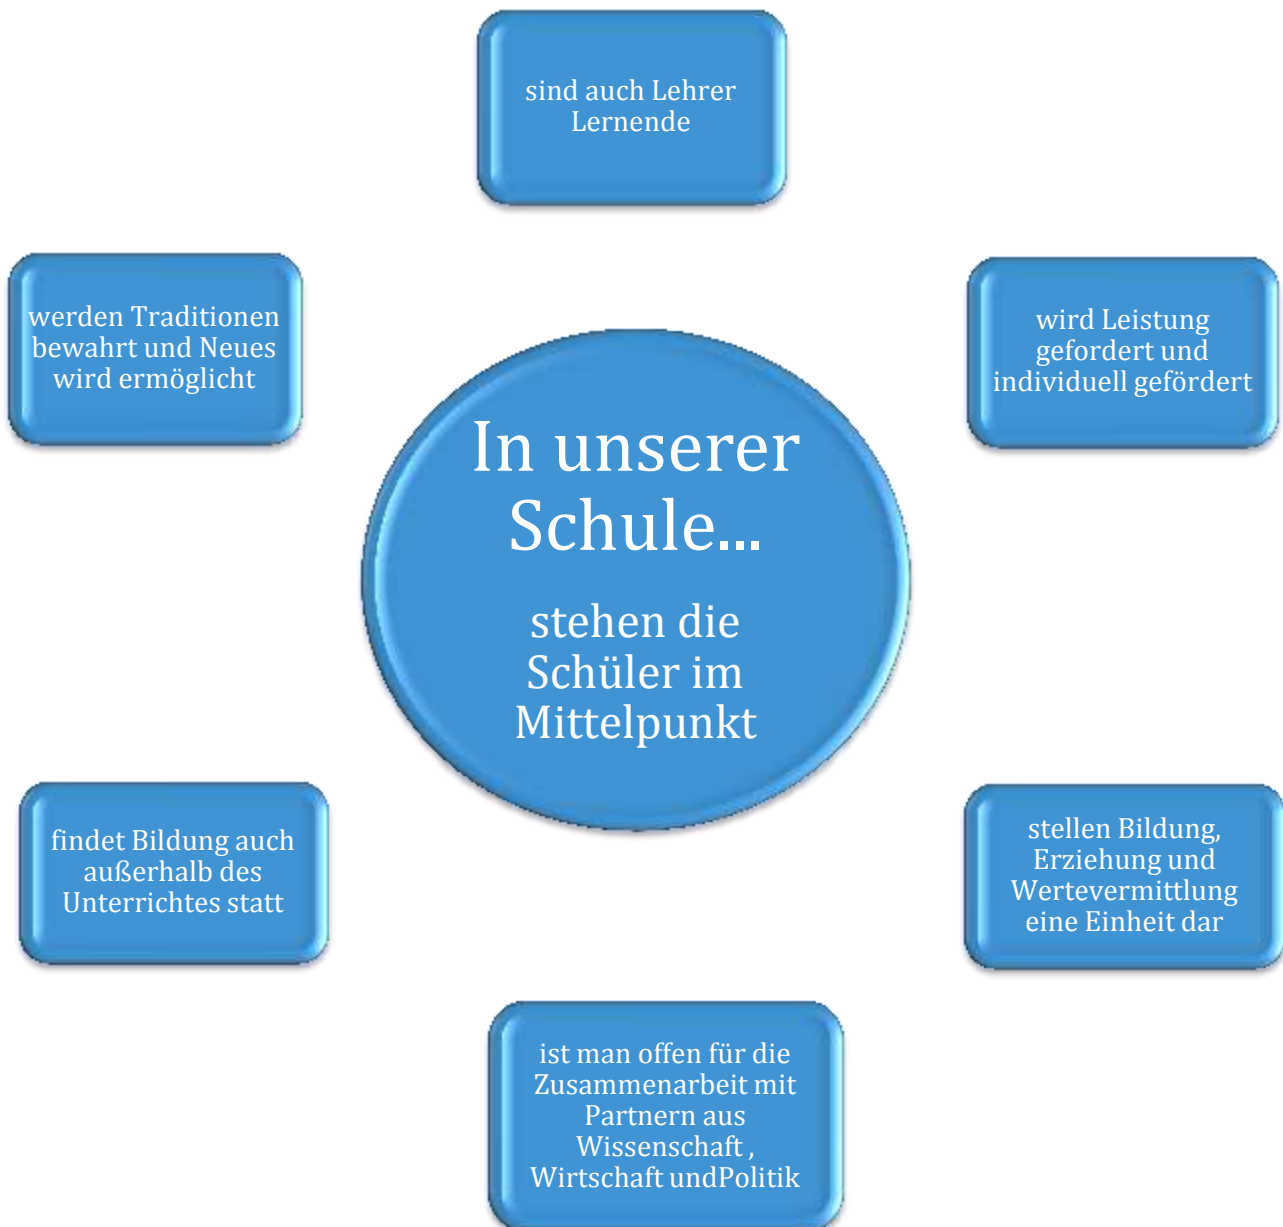 sind auch Lehrer
Lernende
werden Traditionen
bewahrt und Neues
wird ermöglicht
wird Leistung
gefordert und
individuell gefördert
In unserer
Schule...
stehen die
Schüler im
Mittelpunkt
findet Bildung auch
außerhalb des
Unterrichtes statt
stellen Bildung,
Erziehung und
Wertevermittlung
eine Einheit dar
ist man offen für die
Zusammenarbeit mit
Partnern aus
Wissenschaft ,
Wirtschaft undPolitik